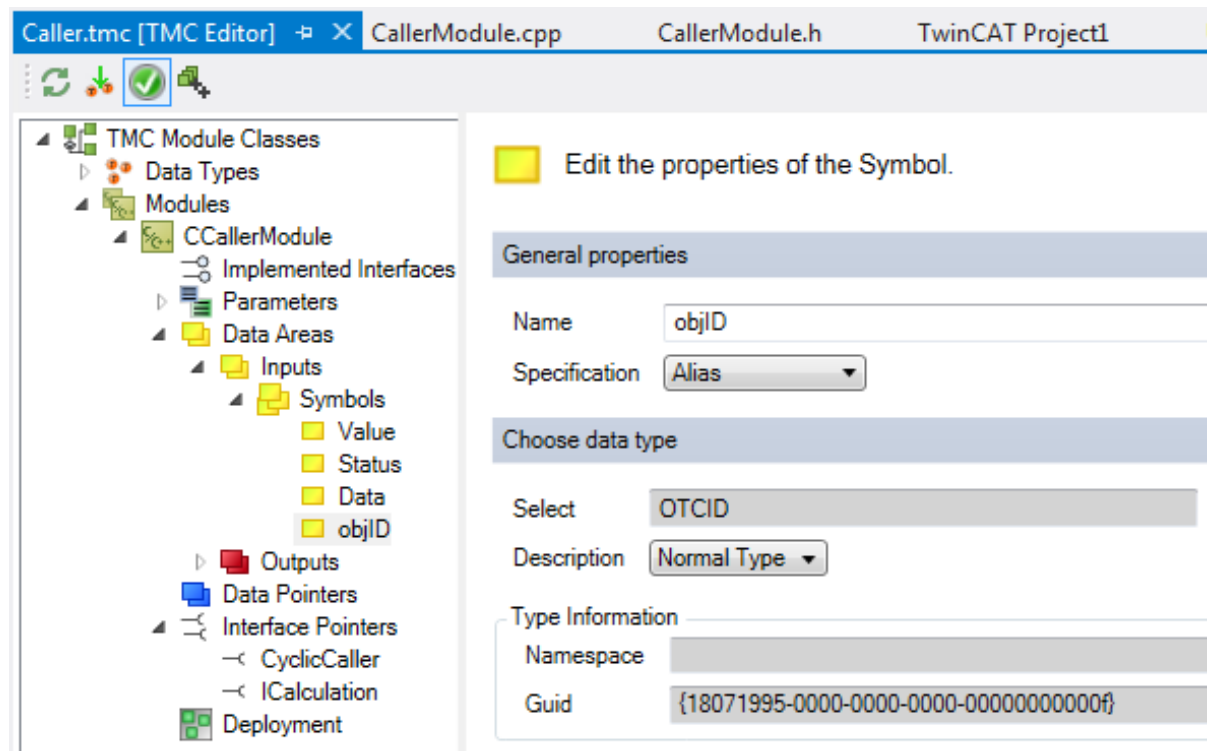 Caller.tmc [TMC Editor] CallerModule.cpp CallerModule.h TwinCAT Project1
TMC Module Classes
Data Types
Modules
CCallerModule
Implemented Interfaces
Parameters
Data Areas
Inputs
Symbols
Value
Status
Data
objID
Outputs
Data Pointers
Interface Pointers
CyclicCaller
ICalculation
Deployment
Edit the properties of the Symbol.
General properties
Name objID
Specification Alias
Choose data type
Select OTCID
Description Normal Type
Type Information
Namespace
Guid {18071995-0000-0000-0000-00000000000f}